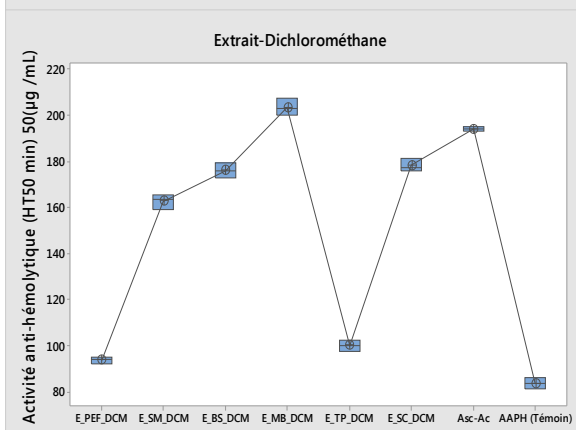 Extrait-Dichlorométhane
Activité anti-hémolytique (HT50 min) 50(µg /mL)
220
200
180
160
140
120
100
80
E_PEF_DCM E_SM_DCM E_BS_DCM E_MB_DCM E_TP_DCM E_SC_DCM Asc-Ac AAPH (Témoin)